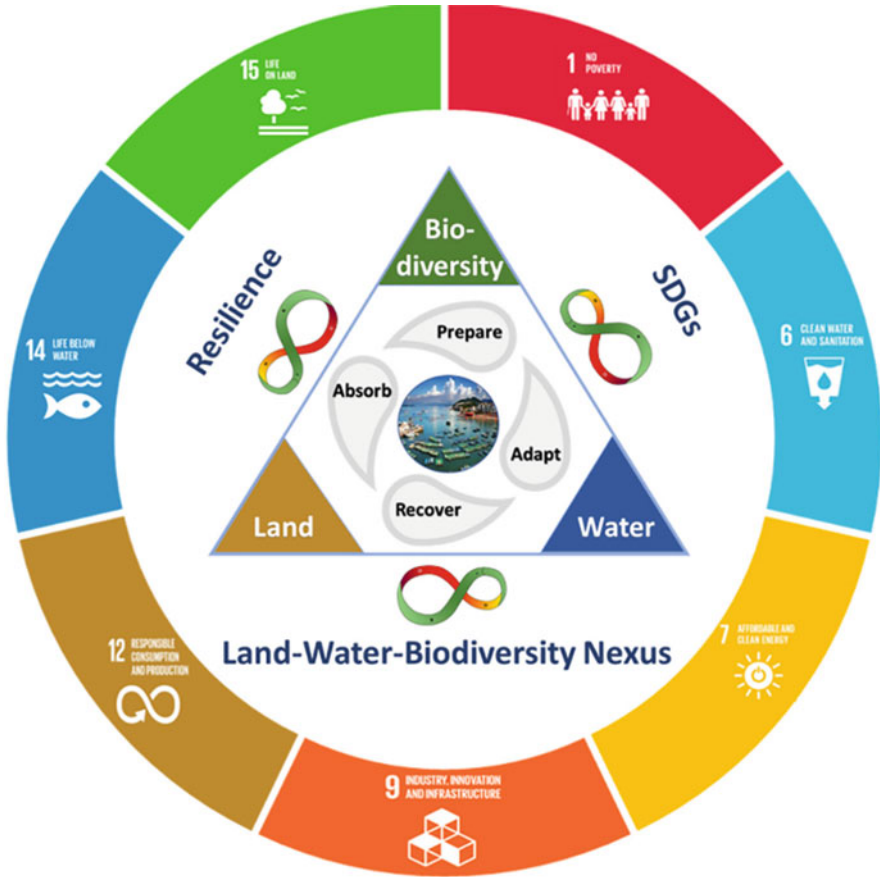 15 LIFE
ON LAND
1 NO
POVERTY
Bio-
diversity
Resilience
SDGs
Prepare
14 LIFE BELOW
WATER
6 CLEAN WATER
AND SANITATION
Absorb
Adapt
Recover
Land
Water
7 AFFORDABLE AND
CLEAN ENERGY
12 RESPONSIBLE
CONSUMPTION
AND PRODUCTION
Land-Water-Biodiversity Nexus
9 INDUSTRY, INNOVATION
AND INFRASTRUCTURE